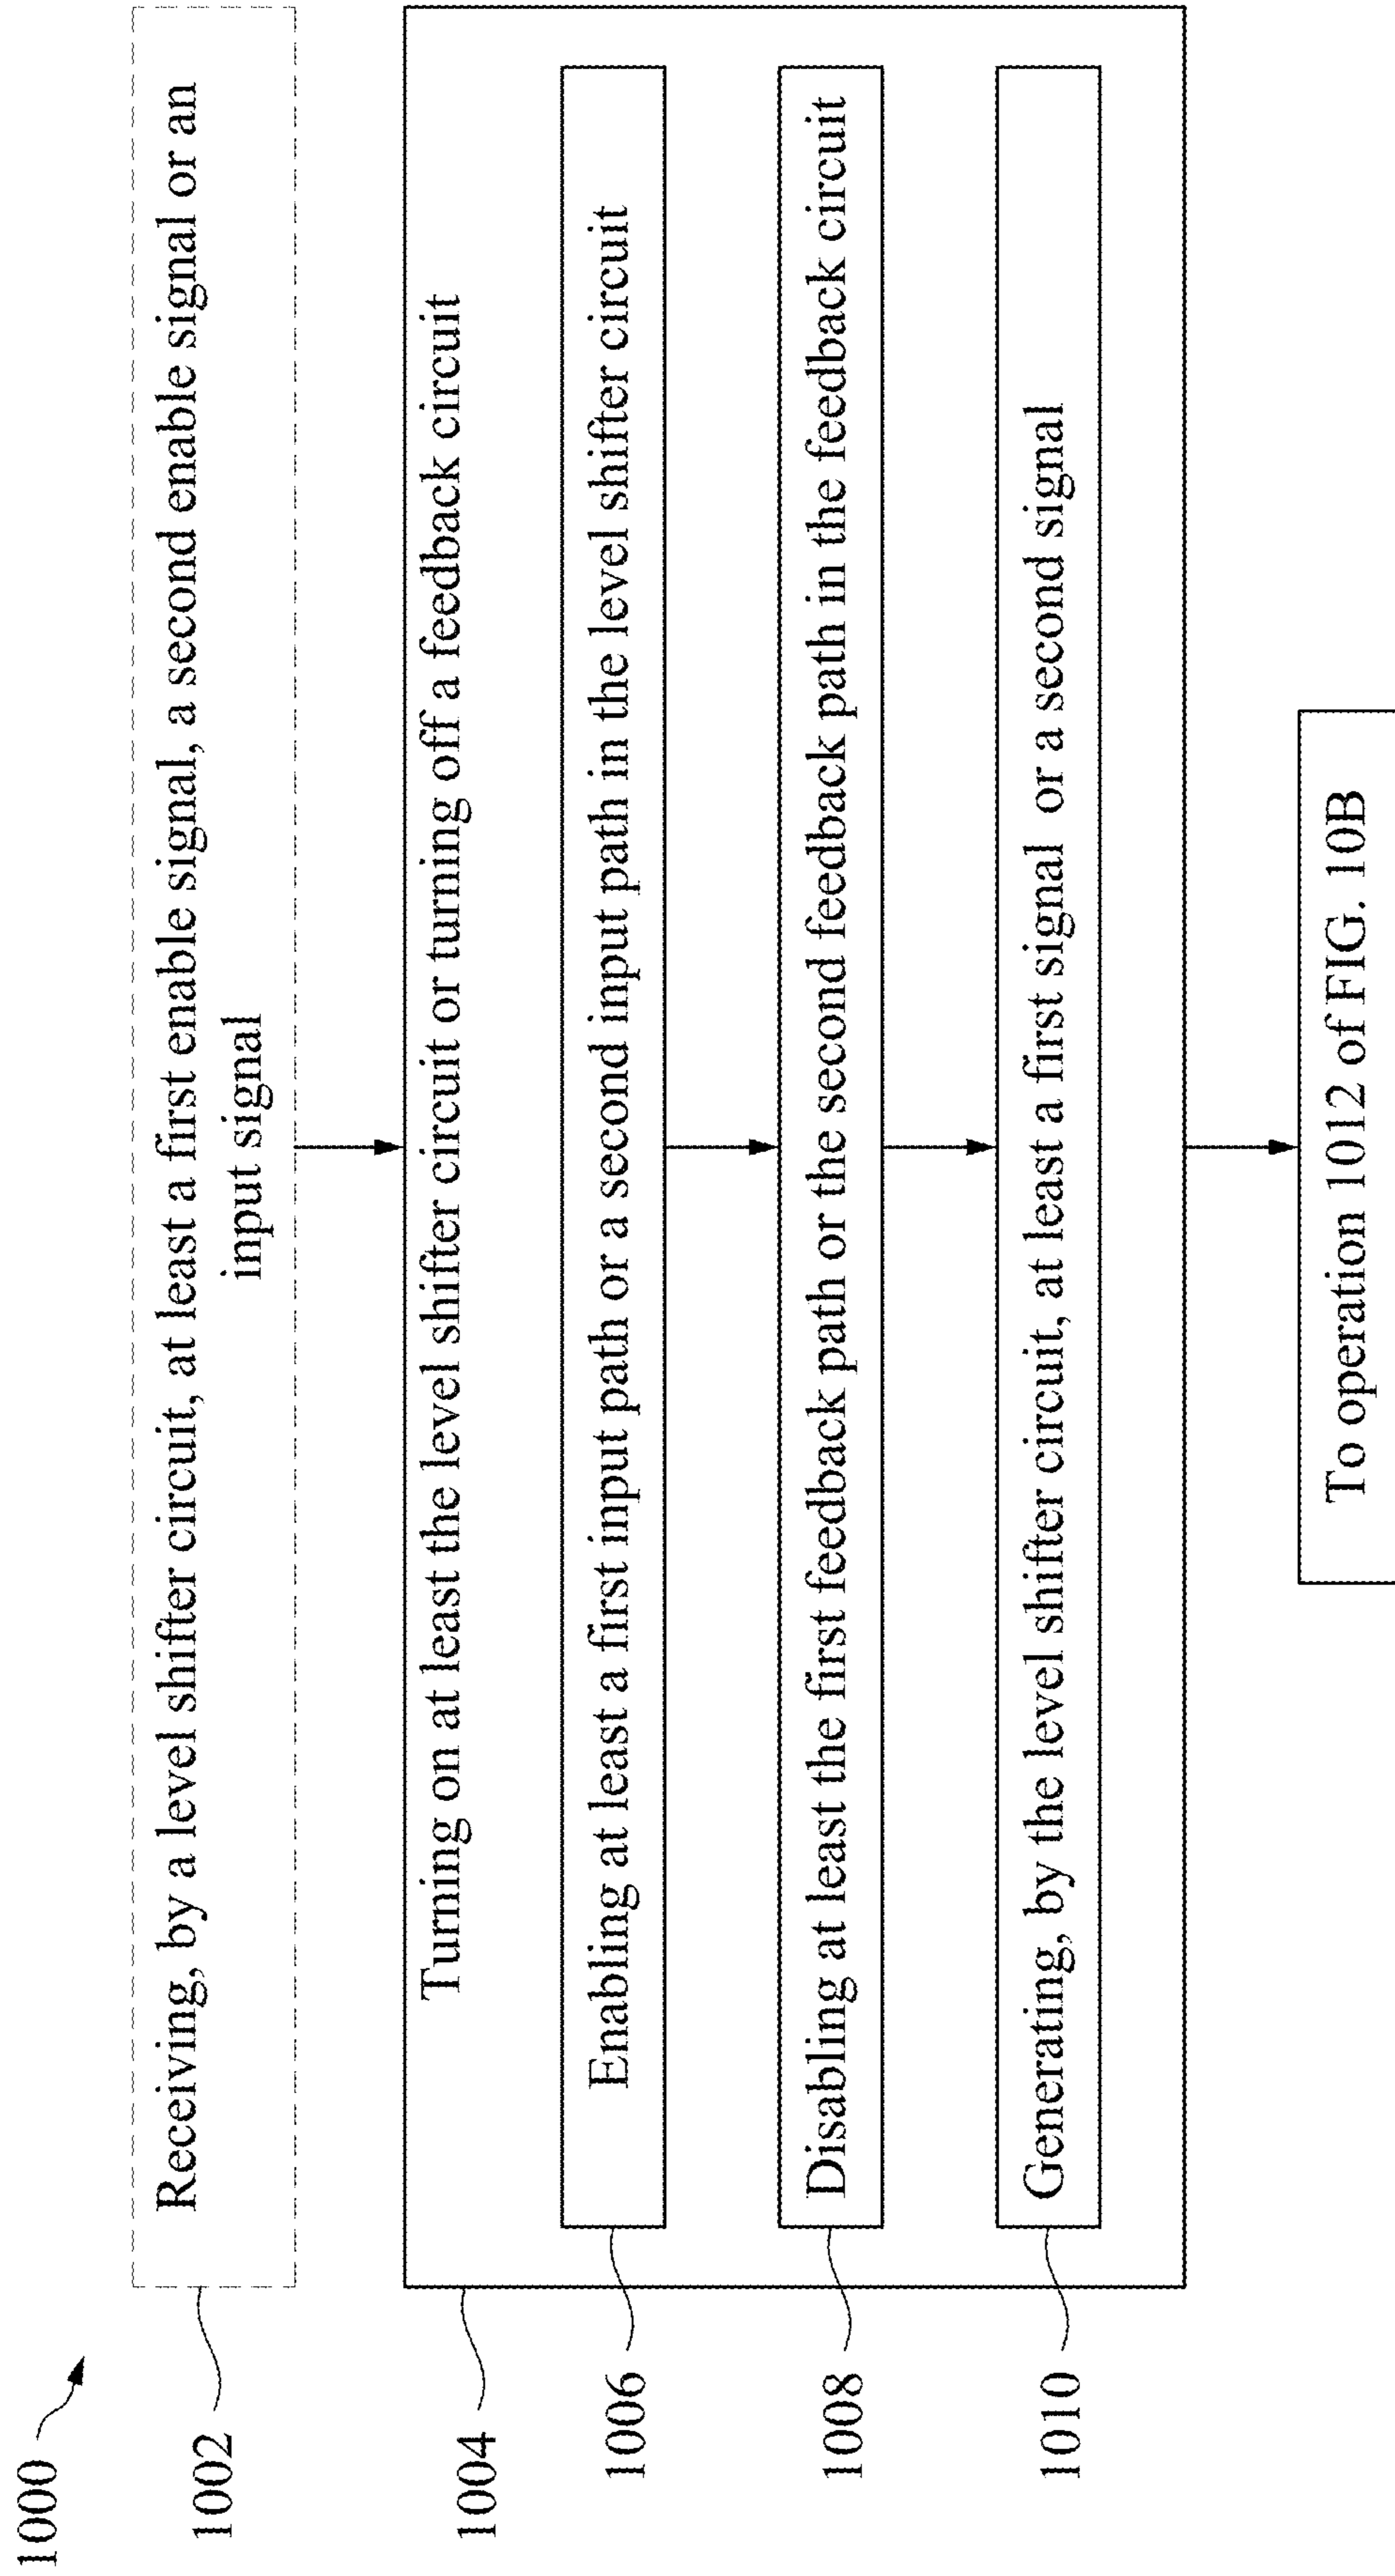 1000
1002
Receiving, by a level shifter circuit, at least a first enable signal, a second enable signal or an
input signal
1004
Turning on at least the level shifter circuit or turning off a feedback circuit
1006
Enabling at least a first input path or a second input path in the level shifter circuit
1008
Disabling at least the first feedback path or the second feedback path in the feedback circuit
1010
Generating, by the level shifter circuit, at least a first signal or a second signal
To operation 1012 of FIG. 10B